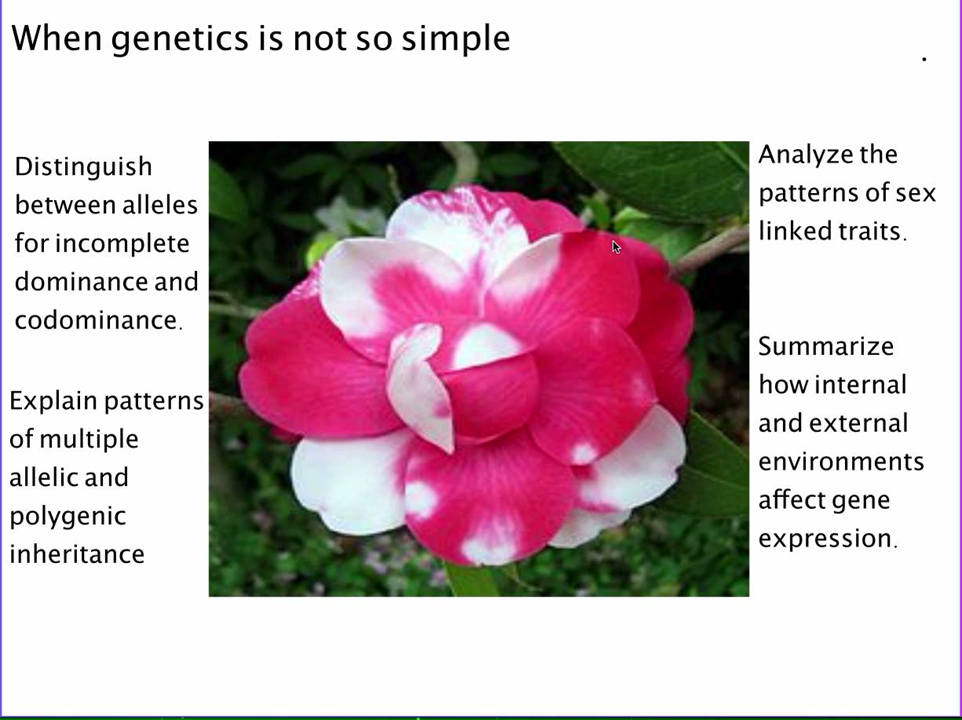 When genetics is not so simple
.
Distinguish
between alleles
for incomplete
dominance and
codominance.
Explain patterns
of multiple
allelic and
polygenic
inheritance
Analyze the
patterns of sex
linked traits.
Summarize
how internal
and external
environments
affect gene
expression.